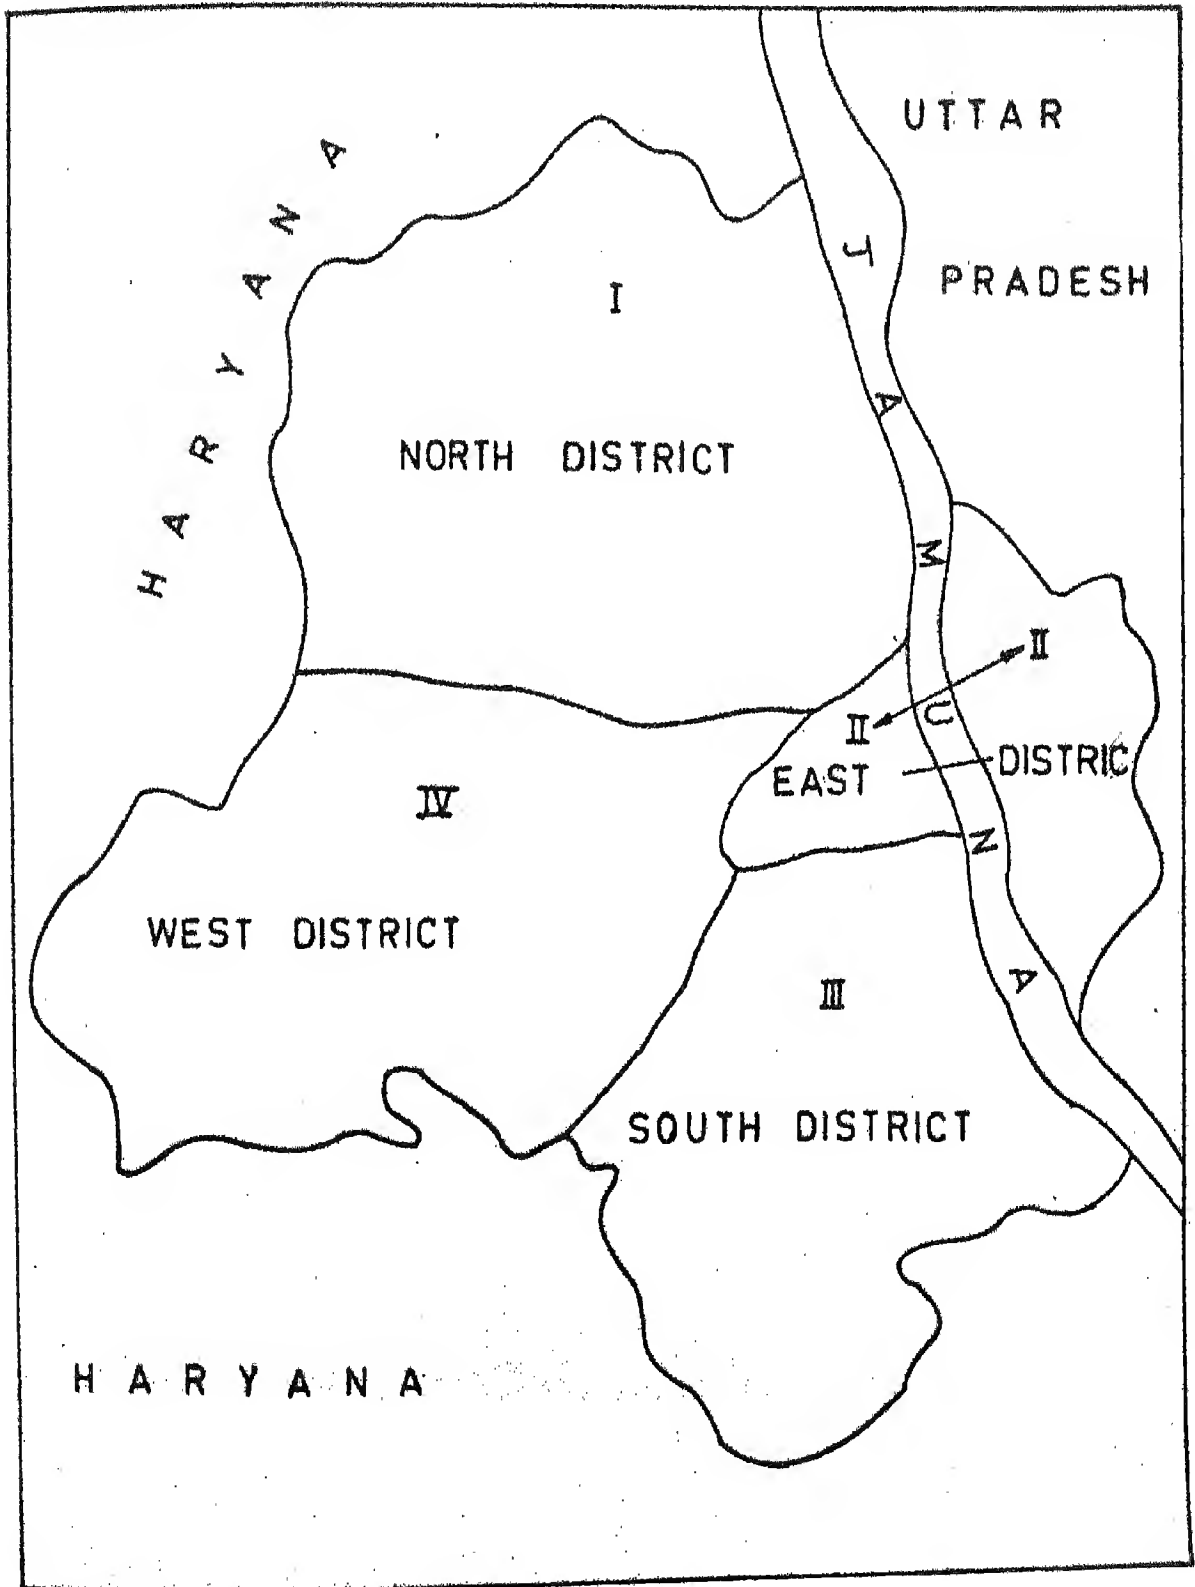 UTTAR
PRADESH
HARYANA
JAMUNA
I
NORTH DISTRICT
II
II
EAST DISTRIC
IV
WEST DISTRICT
III
SOUTH DISTRICT
HARYANA